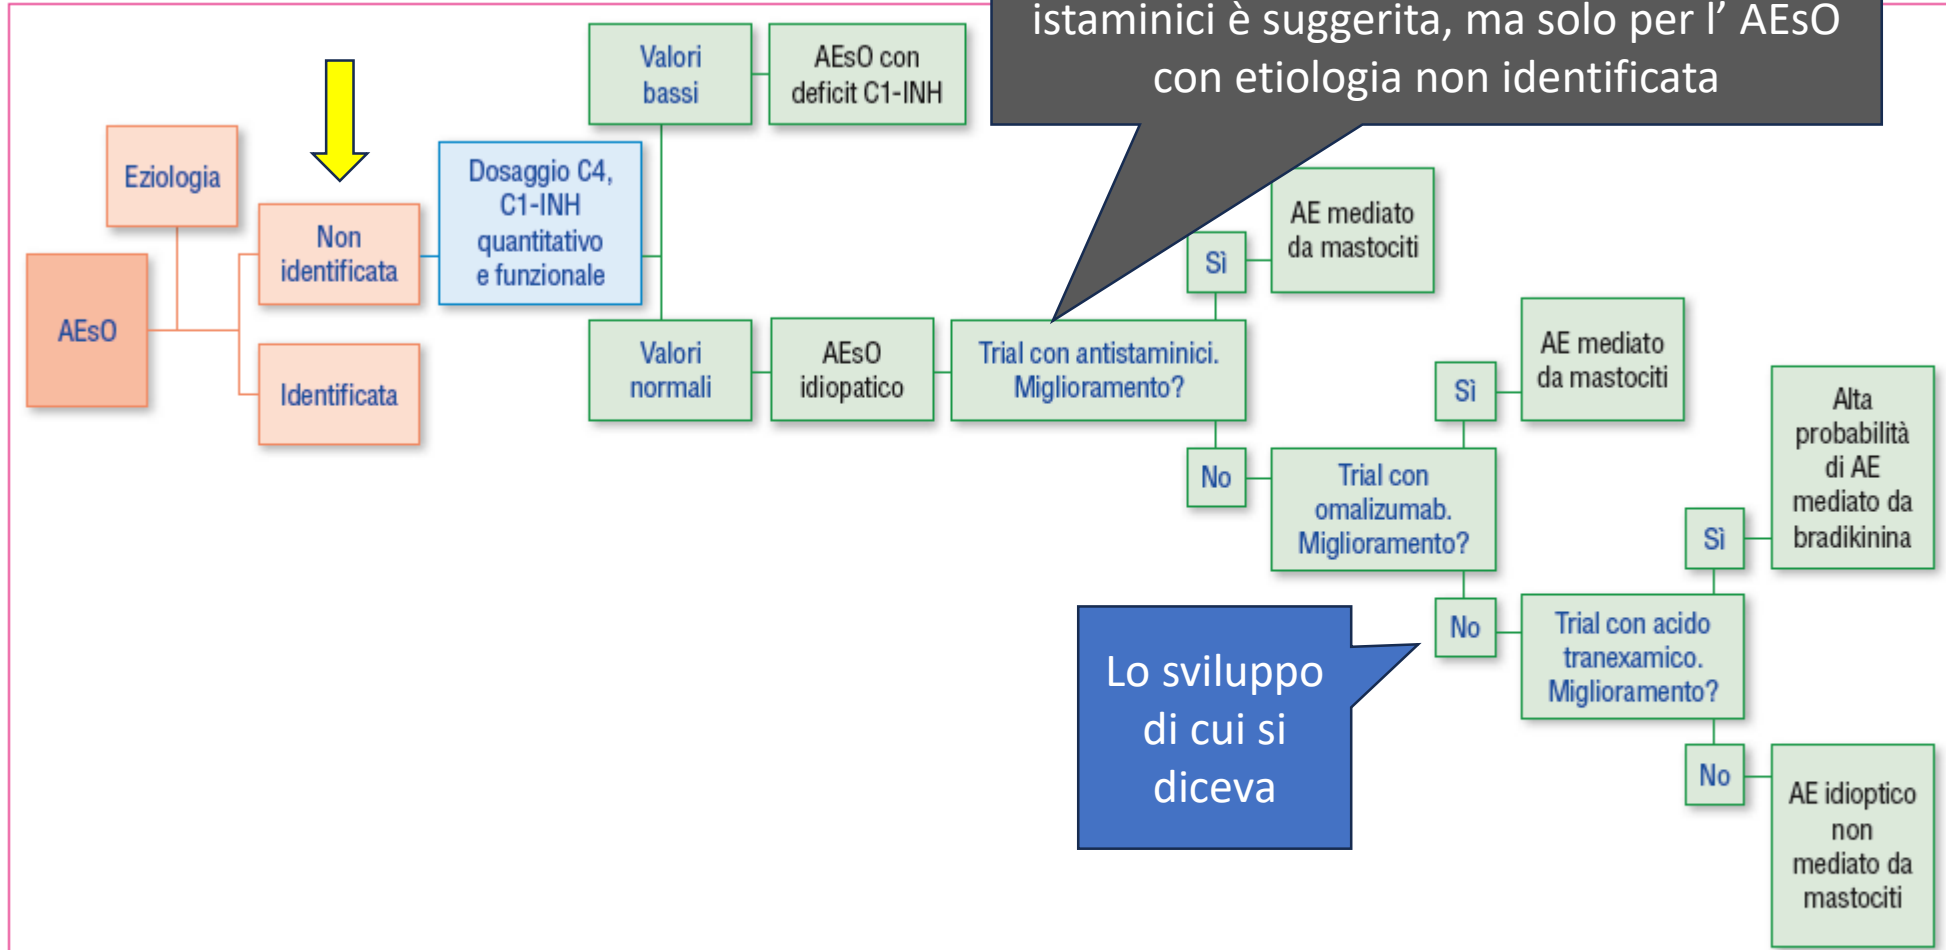 istaminici è suggerita, ma solo per l' AEsO
con etiologia non identificata
Valori
bassi
AEsO con
deficit C1-INH
Eziologia
Non
identificata
Dosaggio C4,
C1-INH
quantitativo
e funzionale
AEsO
Identificata
Valori
normali
AEsO
idiopatico
Trial con antistaminici.
Miglioramento?
Sì
AE mediato
da mastociti
No
Trial con
omalizumab.
Miglioramento?
Sì
AE mediato
da mastociti
No
Trial con acido
tranexamico.
Miglioramento?
Sì
Alta
probabilità
di AE
mediato da
bradikinina
No
AE idioptico
non
mediato da
mastociti
Lo sviluppo
di cui si
diceva